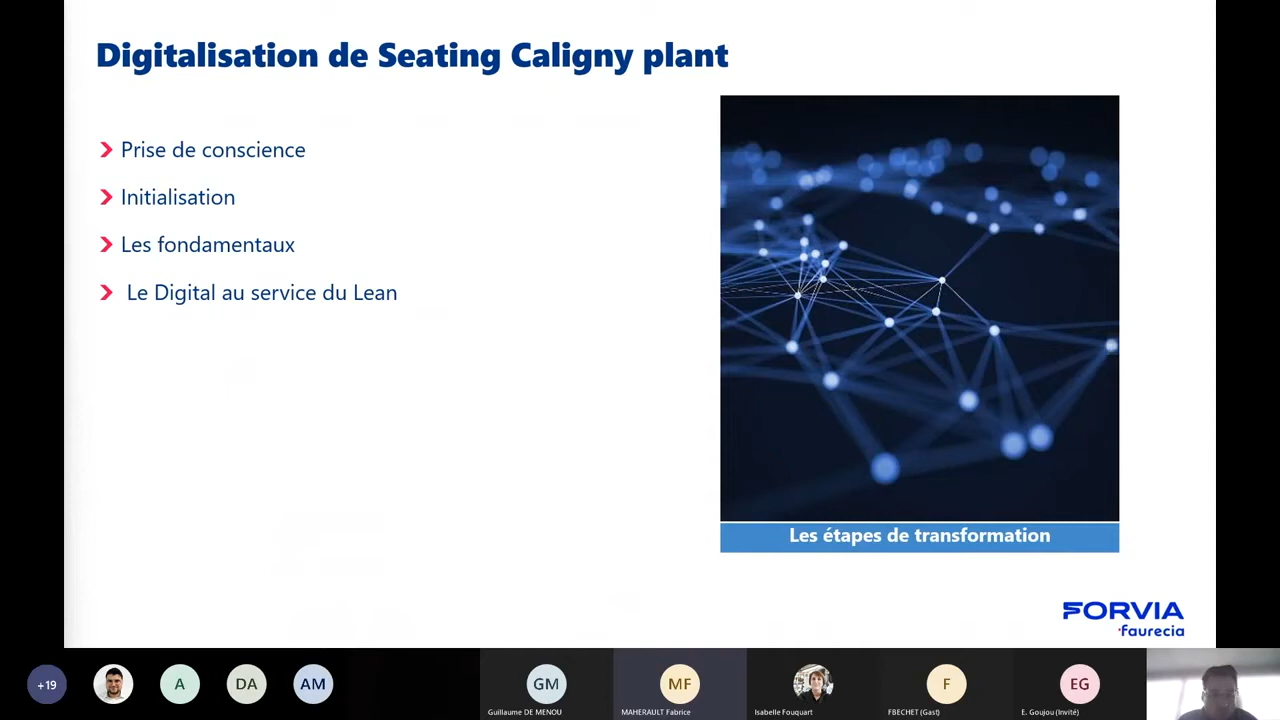 Digitalisation de Seating Caligny plant
Prise de conscience
Initialisation
Les fondamentaux
Le Digital au service du Lean
Les étapes de transformation
FORVIA
faurecia
+19
A
DA
AM
GM
MF
F
EG
Guillaume DE MENOU
MAHERAULT Fabrice
Isabelle Fouquart
FBECHET (Gast)
E. Goujou (Invité)